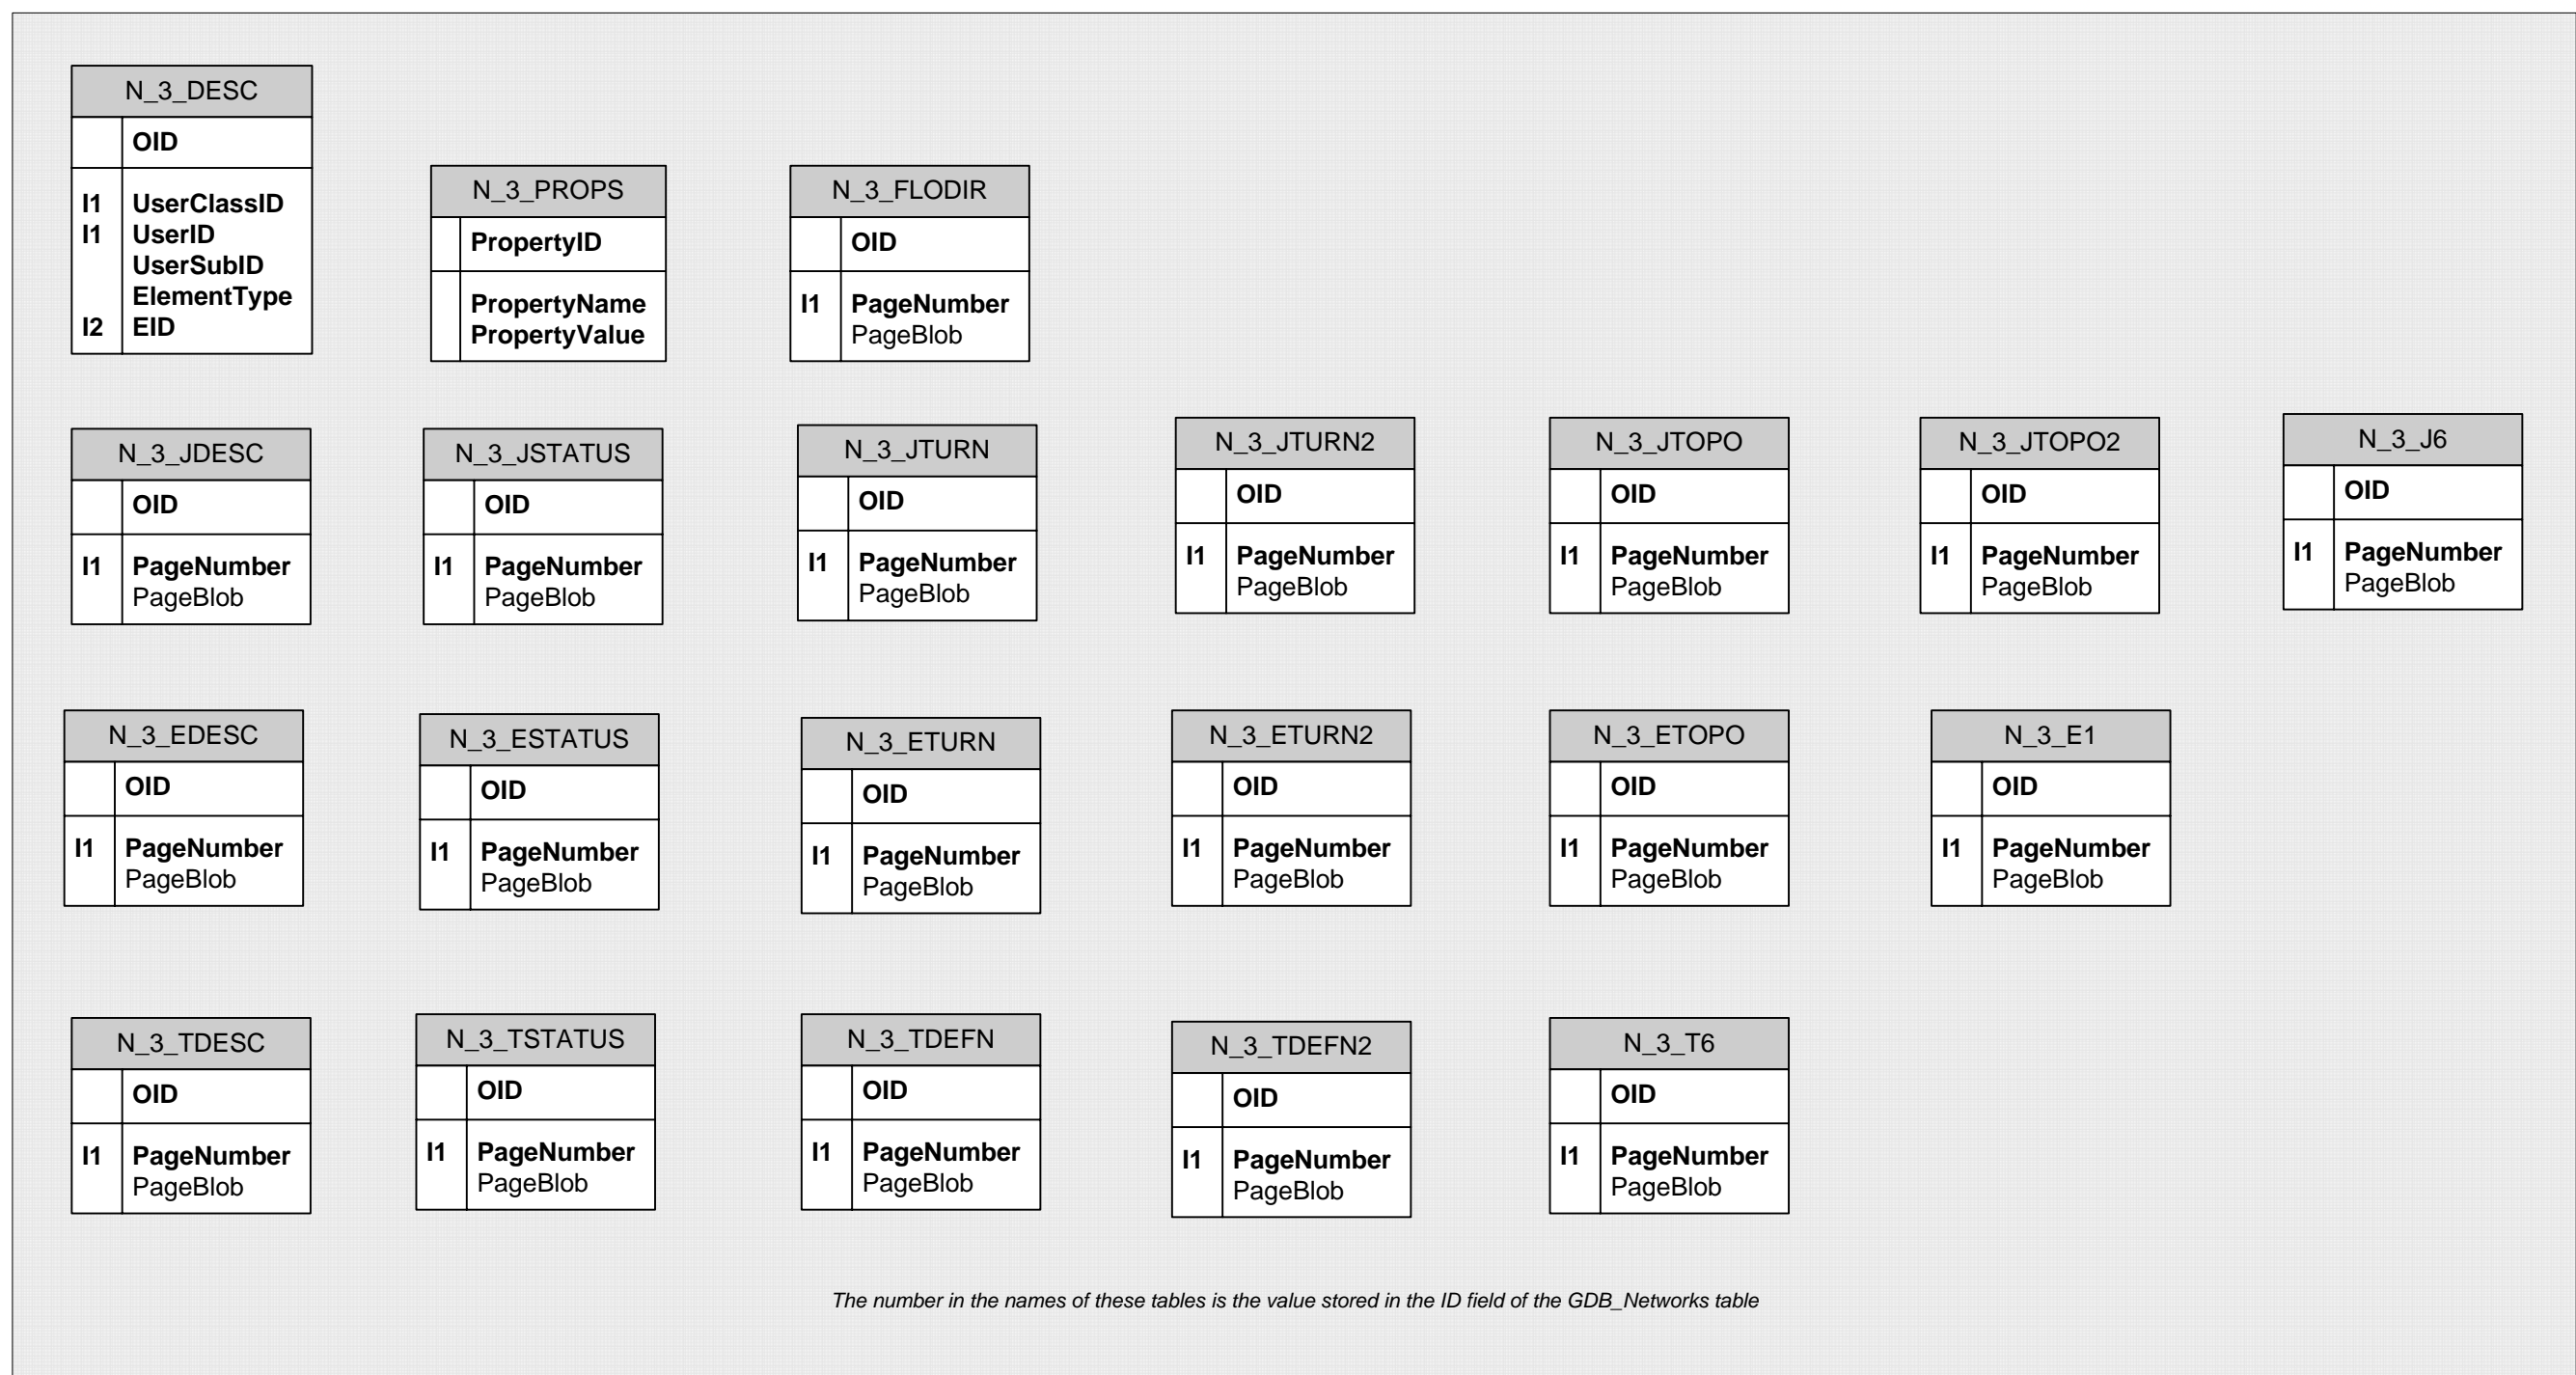 N_3_DESC
OID
I1 UserClassID
I1 UserID
UserSubID
ElementType
I2 EID
N_3_PROPS
PropertyID
PropertyName
PropertyValue
N_3_FLODIR
OID
I1 PageNumber
PageBlob
N_3_JDESC
OID
I1 PageNumber
PageBlob
N_3_JSTATUS
OID
I1 PageNumber
PageBlob
N_3_JTURN
OID
I1 PageNumber
PageBlob
N_3_JTURN2
OID
I1 PageNumber
PageBlob
N_3_JTOPO
OID
I1 PageNumber
PageBlob
N_3_JTOPO2
OID
I1 PageNumber
PageBlob
N_3_J6
OID
I1 PageNumber
PageBlob
N_3_EDESC
OID
I1 PageNumber
PageBlob
N_3_ESTATUS
OID
I1 PageNumber
PageBlob
N_3_ETURN
OID
I1 PageNumber
PageBlob
N_3_ETURN2
OID
I1 PageNumber
PageBlob
N_3_ETOPO
OID
I1 PageNumber
PageBlob
N_3_E1
OID
I1 PageNumber
PageBlob
N_3_TDESC
OID
I1 PageNumber
PageBlob
N_3_TSTATUS
OID
I1 PageNumber
PageBlob
N_3_TDEFN
OID
I1 PageNumber
PageBlob
N_3_TDEFN2
OID
I1 PageNumber
PageBlob
N_3_T6
OID
I1 PageNumber
PageBlob
The number in the names of these tables is the value stored in the ID field of the GDB_Networks table